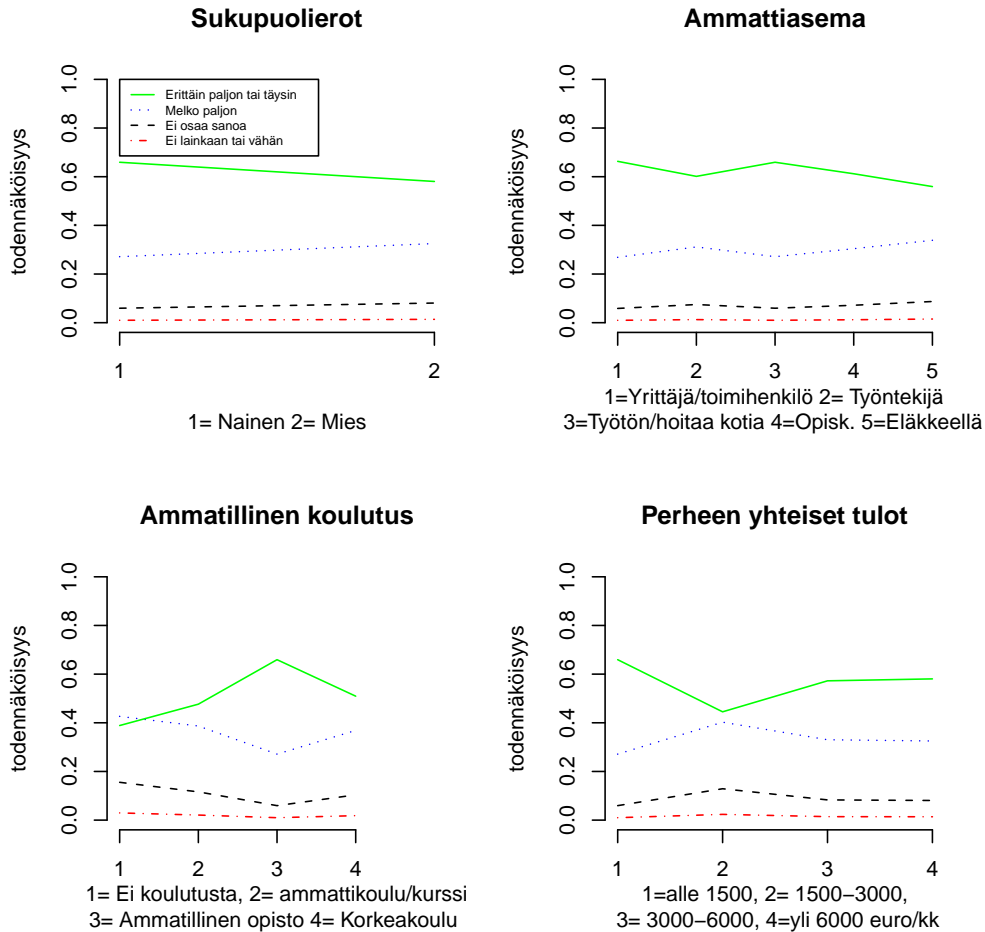 Sukupuolierot
todennäköisyys
0.0 0.2 0.4 0.6 0.8 1.0
Erittäin paljon tai täysin
Melko paljon
Ei osaa sanoa
Ei lainkaan tai vähän
1 2
1= Nainen 2= Mies
Ammattiasema
todennäköisyys
0.0 0.2 0.4 0.6 0.8 1.0
1 2 3 4 5
1=Yrittäjä/toimihenkilö 2= Työntekijä
3=Työtön/hoitaa kotia 4=Opisk. 5=Eläkkeellä
Ammatillinen koulutus
todennäköisyys
0.0 0.2 0.4 0.6 0.8 1.0
1 2 3 4
1= Ei koulutusta, 2= ammattikoulu/kurssi
3= Ammatillinen opisto 4= Korkeakoulu
Perheen yhteiset tulot
todennäköisyys
0.0 0.2 0.4 0.6 0.8 1.0
1 2 3 4
1=alle 1500, 2= 1500−3000,
3= 3000−6000, 4=yli 6000 euro/kk